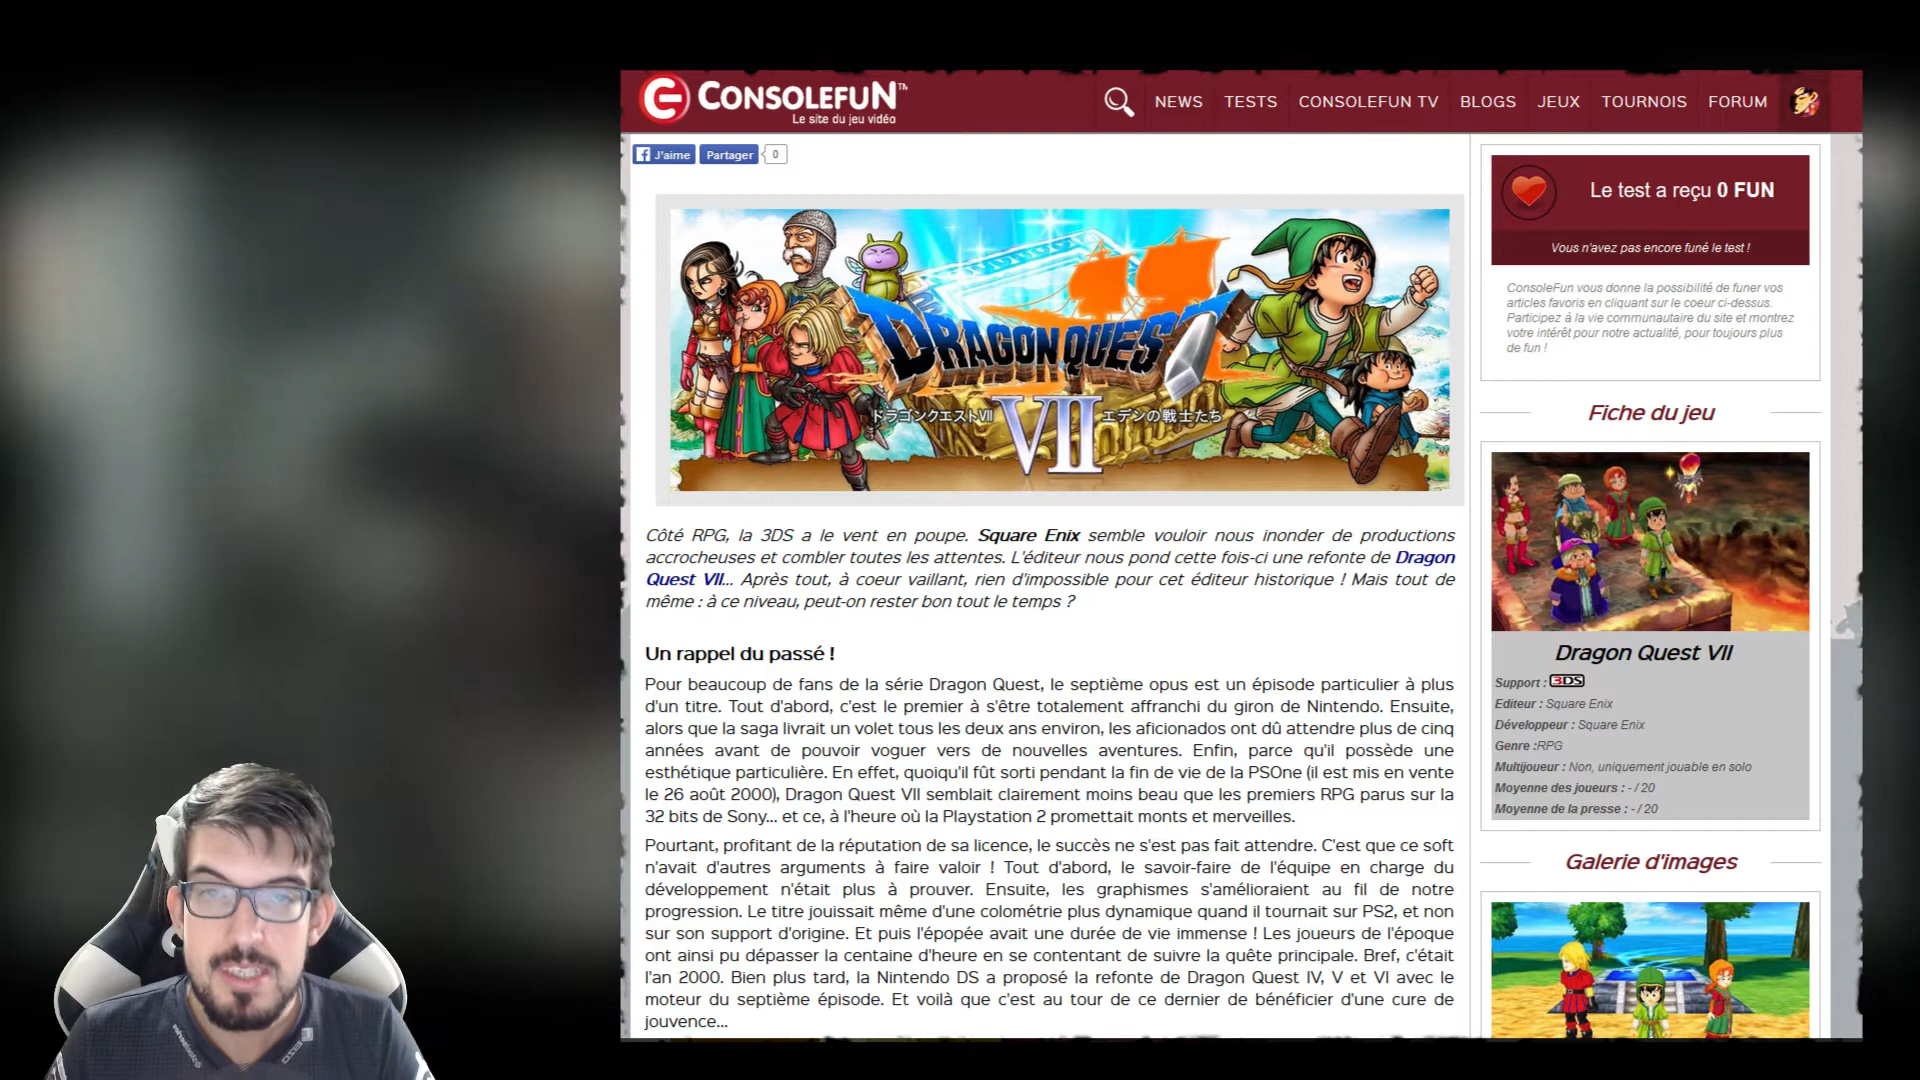 CONSOLEFUN™
Le site du jeu vidéo
NEWS TESTS CONSOLEFUN TV BLOGS JEUX TOURNOIS FORUM
J'aime Partager 0
DRAGON QUEST
ドラゴンクエストVII エデンの戦士たち
VII
Côté RPG, la 3DS a le vent en poupe. Square Enix semble vouloir nous inonder de productions
accrocheuses et combler toutes les attentes. L'éditeur nous pond cette fois-ci une refonte de Dragon
Quest VII... Après tout, à coeur vaillant, rien d'impossible pour cet éditeur historique ! Mais tout de
même : à ce niveau, peut-on rester bon tout le temps ?
Un rappel du passé !
Pour beaucoup de fans de la série Dragon Quest, le septième opus est un épisode particulier à plus
d'un titre. Tout d'abord, c'est le premier à s'être totalement affranchi du giron de Nintendo. Ensuite,
alors que la saga livrait un volet tous les deux ans environ, les aficionados ont dû attendre plus de cinq
années avant de pouvoir voguer vers de nouvelles aventures. Enfin, parce qu'il possède une
esthétique particulière. En effet, quoiqu'il fût sorti pendant la fin de vie de la PSOne (il est mis en vente
le 26 août 2000), Dragon Quest VII semblait clairement moins beau que les premiers RPG parus sur la
32 bits de Sony... et ce, à l'heure où la Playstation 2 promettait monts et merveilles.
Pourtant, profitant de la réputation de sa licence, le succès ne s'est pas fait attendre. C'est que ce soft
n'avait d'autres arguments à faire valoir ! Tout d'abord, le savoir-faire de l'équipe en charge du
développement n'était plus à prouver. Ensuite, les graphismes s'amélioraient au fil de notre
progression. Le titre jouissait même d'une colométrie plus dynamique quand il tournait sur PS2, et non
sur son support d'origine. Et puis l'épopée avait une durée de vie immense ! Les joueurs de l'époque
ont ainsi pu dépasser la centaine d'heure en se contentant de suivre la quête principale. Bref, c'était
l'an 2000. Bien plus tard, la Nintendo DS a proposé la refonte de Dragon Quest IV, V et VI avec le
moteur du septième épisode. Et voilà que c'est au tour de ce dernier de bénéficier d'une cure de
jouvence...
Le test a reçu 0 FUN
Vous n'avez pas encore funé le test !
ConsoleFun vous donne la possibilité de funer vos
articles favoris en cliquant sur le coeur ci-dessus.
Participez à la vie communautaire du site et montrez
votre intérêt pour notre actualité, pour toujours plus
de fun !
Fiche du jeu
Dragon Quest VII
Support : 3DS
Editeur : Square Enix
Développeur : Square Enix
Genre :RPG
Multijoueur : Non, uniquement jouable en solo
Moyenne des joueurs : - / 20
Moyenne de la presse : - / 20
Galerie d'images